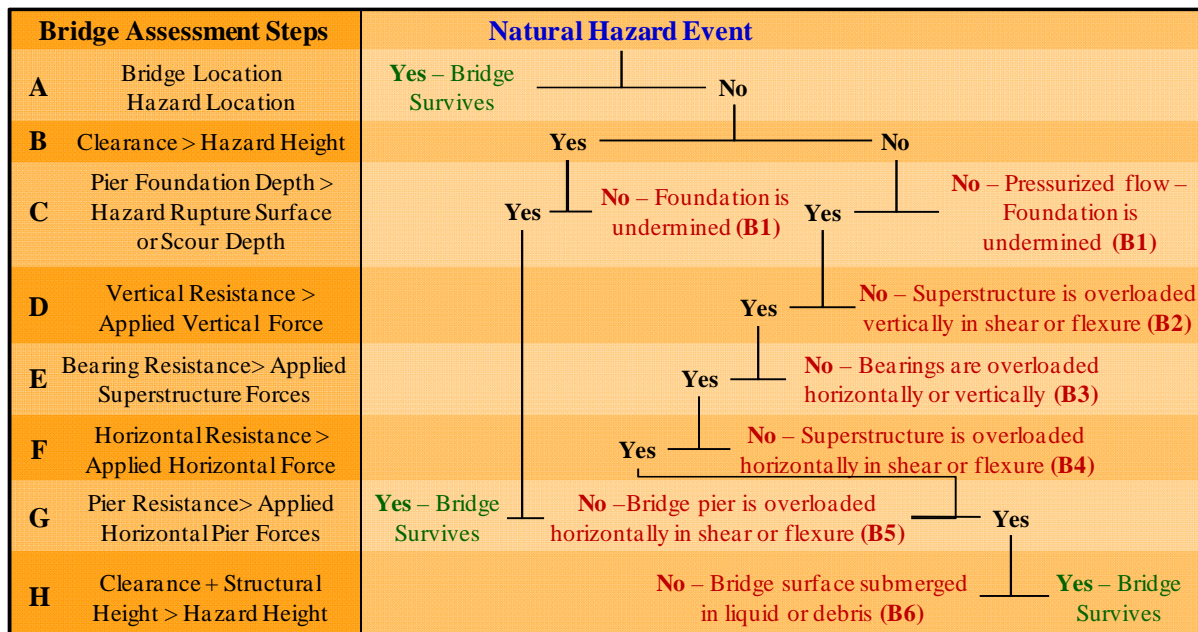 Bridge Assessment Steps
Natural Hazard Event
A
Bridge Location
Hazard Location
Yes – Bridge
Survives
No
B
Clearance > Hazard Height
Yes
No
C
Pier Foundation Depth >
Hazard Rupture Surface
or Scour Depth
Yes
No – Foundation is
undermined (B1)
Yes
No – Pressurized flow –
Foundation is
undermined (B1)
D
Vertical Resistance >
Applied Vertical Force
Yes
No – Superstructure is overloaded
vertically in shear or flexure (B2)
E
Bearing Resistance> Applied
Superstructure Forces
Yes
No – Bearings are overloaded
horizontally or vertically (B3)
F
Horizontal Resistance >
Applied Horizontal Force
Yes
No – Superstructure is overloaded
horizontally in shear or flexure (B4)
G
Pier Resistance> Applied
Horizontal Pier Forces
Yes – Bridge
Survives
No –Bridge pier is overloaded
horizontally in shear or flexure (B5)
Yes
H
Clearance + Structural
Height > Hazard Height
No – Bridge surface submerged
in liquid or debris (B6)
Yes – Bridge
Survives